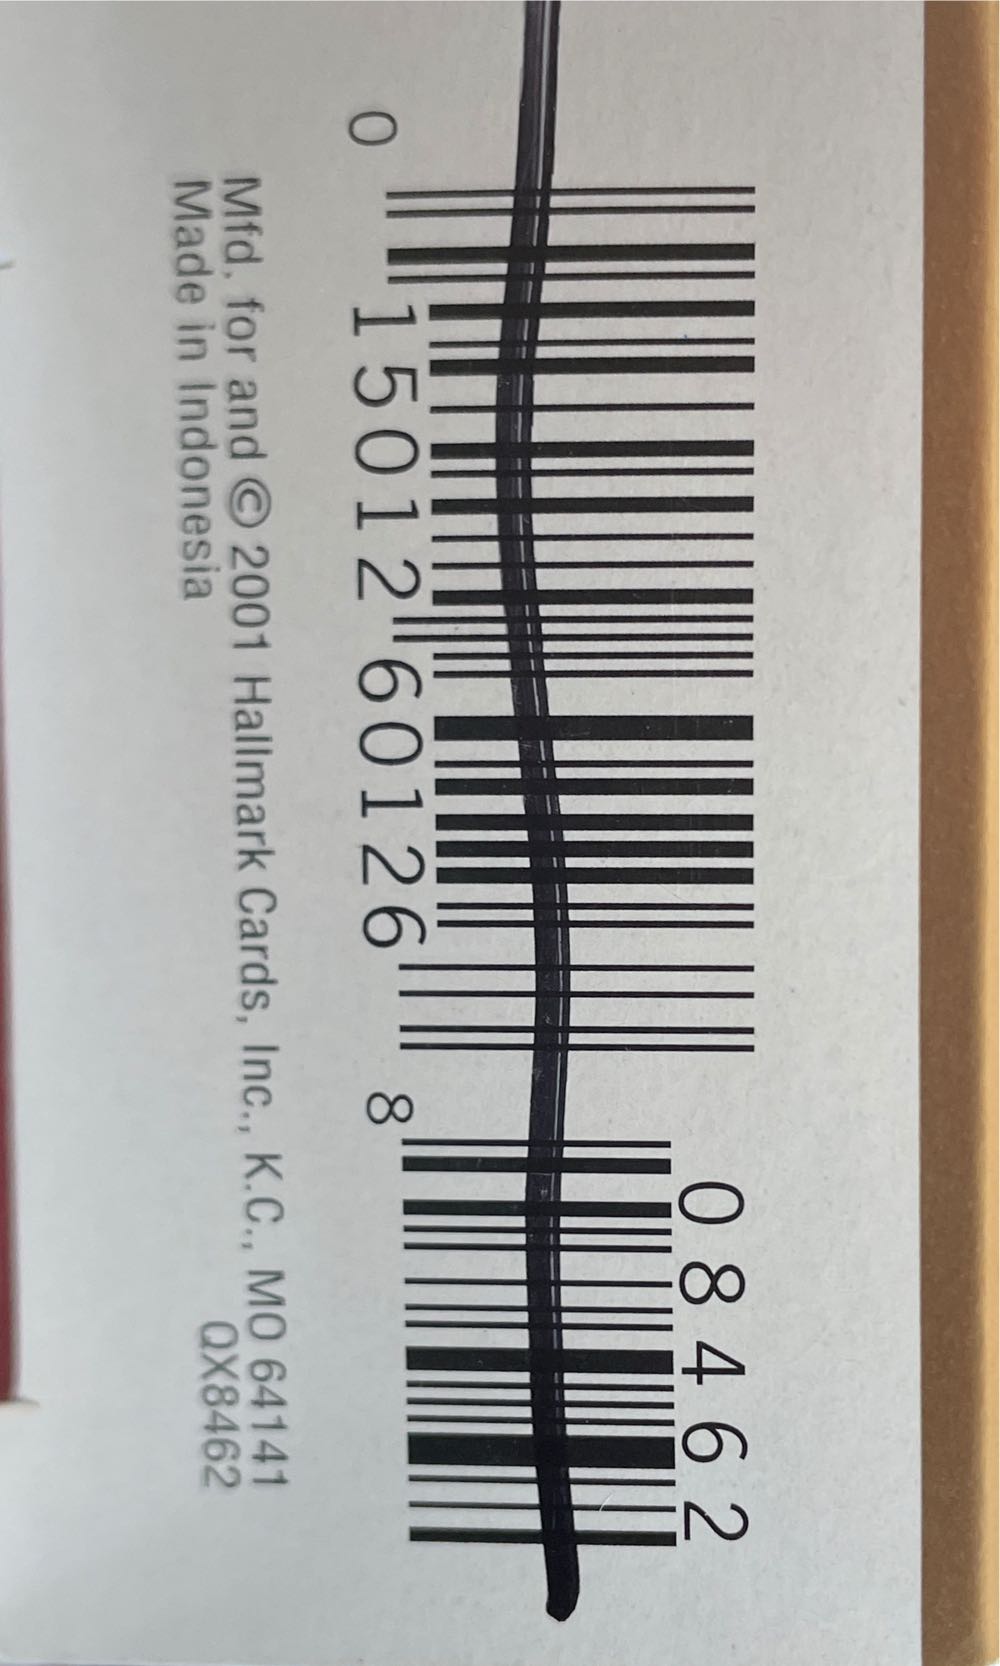 08462
0 15012 60126 8
Mfd. for and © 2001 Hallmark Cards, Inc., K.C., MO 64141
Made in Indonesia QX8462